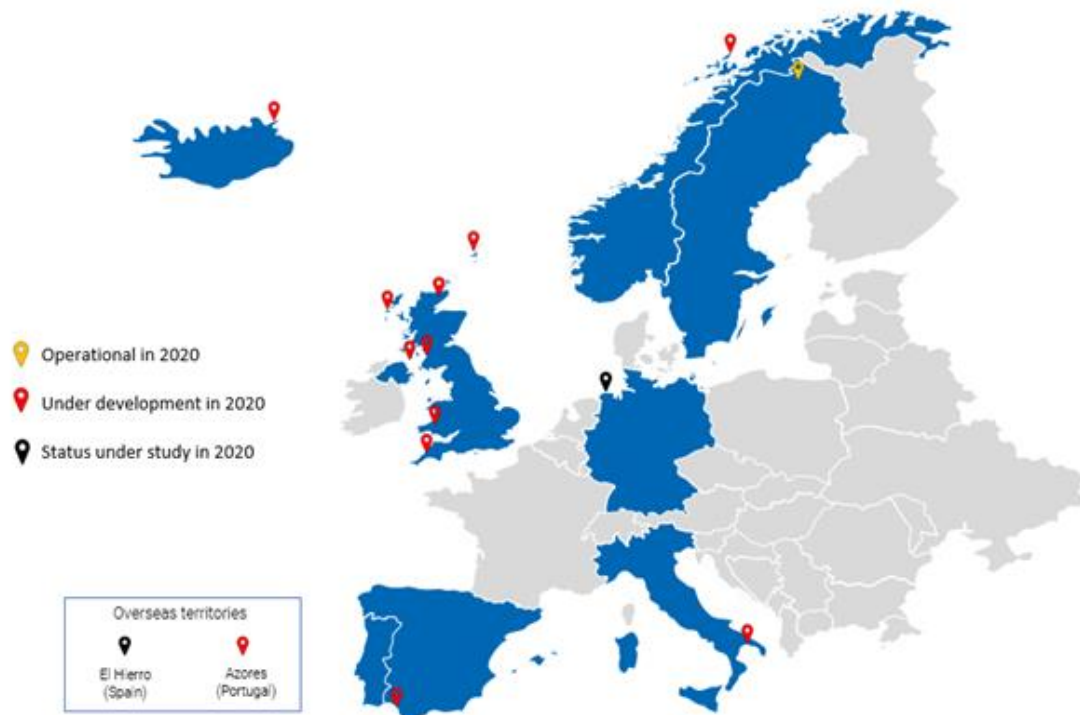 Operational in 2020
Under development in 2020
Status under study in 2020
Overseas territories
El Hierro
(Spain)
Azores
(Portugal)